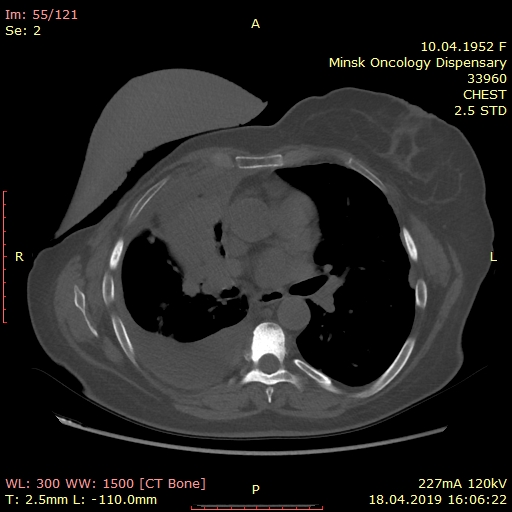 Im: 55/121
Se: 2
A
10.04.1952 F
Minsk Oncology Dispensary
33960
CHEST
2.5 STD
R
L
WL: 300 WW: 1500 [CT Bone]
T: 2.5mm L: -110.0mm
P
227mA 120kV
18.04.2019 16:06:22